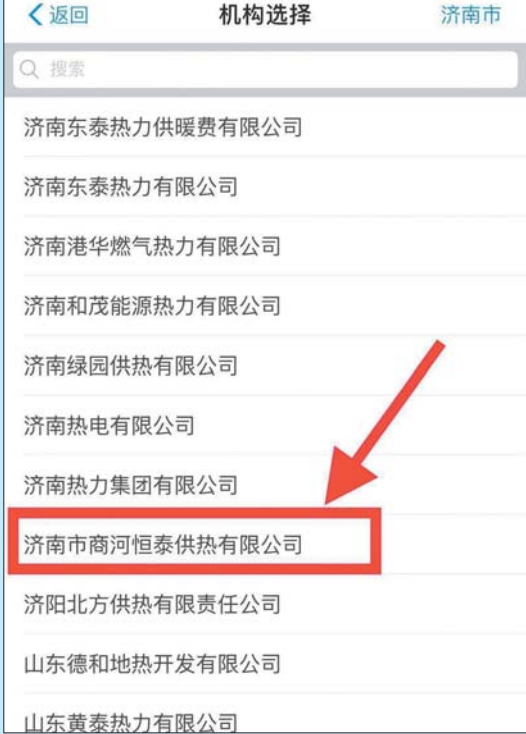 返回 机构选择 济南市
搜索
济南东泰热力供暖费有限公司
济南东泰热力有限公司
济南港华燃气热力有限公司
济南和茂能源热力有限公司
济南绿园供热有限公司
济南热电有限公司
济南热力集团有限公司
济南市商河恒泰供热有限公司
济阳北方供热有限责任公司
山东德和地热开发有限公司
山东黄泰热力有限公司